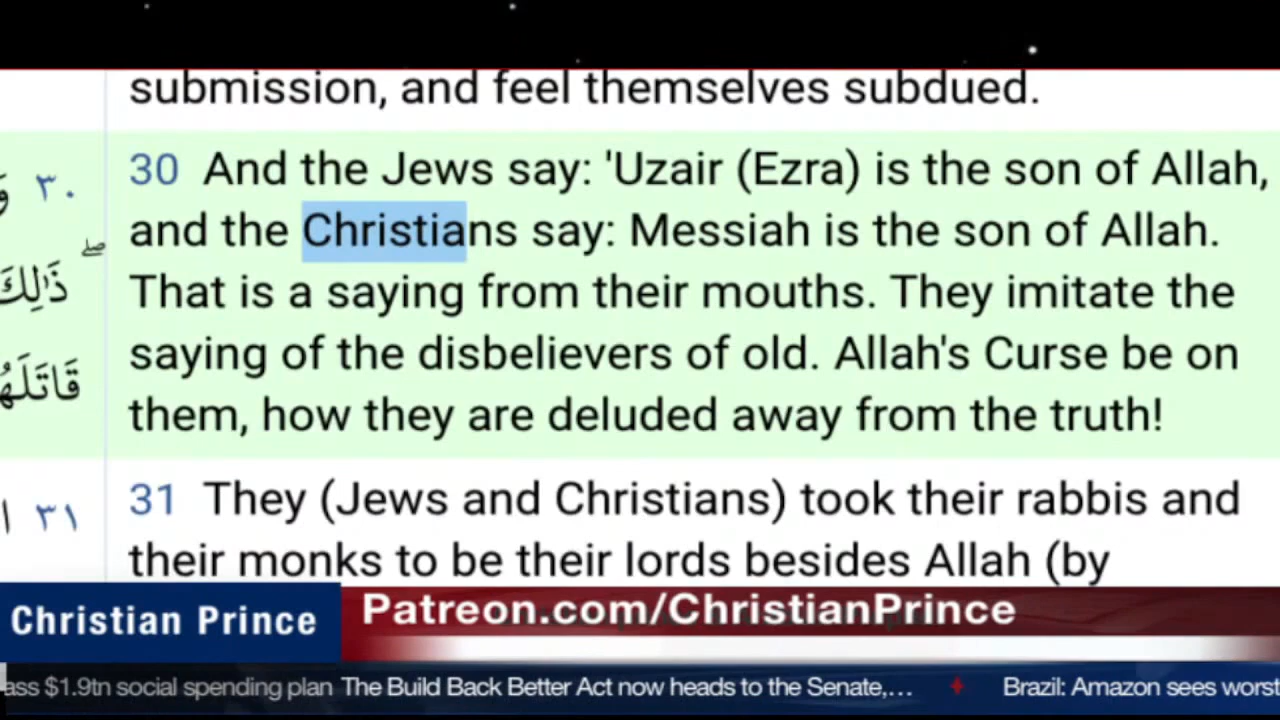 submission, and feel themselves subdued.
٣٠
30 And the Jews say: 'Uzair (Ezra) is the son of Allah,
and the Christians say: Messiah is the son of Allah.
ذَٰلِكَ
That is a saying from their mouths. They imitate the
saying of the disbelievers of old. Allah's Curse be on
them, how they are deluded away from the truth!
٣١
31 They (Jews and Christians) took their rabbis and
their monks to be their lords besides Allah (by
Christian Prince
Patreon.com/ChristianPrince
ass $1.9tn social spending plan The Build Back Better Act now heads to the Senate,... Brazil: Amazon sees worst